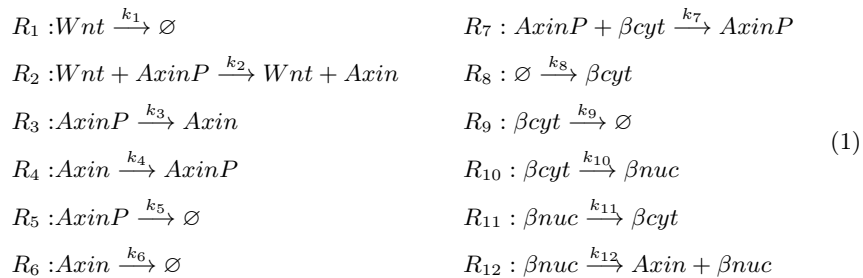 R₁ : Wnt —k₁→ ∅
R₂ : Wnt + AxinP —k₂→ Wnt + Axin
R₃ : AxinP —k₃→ Axin
R₄ : Axin —k₄→ AxinP
R₅ : AxinP —k₅→ ∅
R₆ : Axin —k₆→ ∅
R₇ : AxinP + βcyt —k₇→ AxinP
R₈ : ∅ —k₈→ βcyt
R₉ : βcyt —k₉→ ∅
R₁₀ : βcyt —k₁₀→ βnuc
R₁₁ : βnuc —k₁₁→ βcyt
R₁₂ : βnuc —k₁₂→ Axin + βnuc
(1)